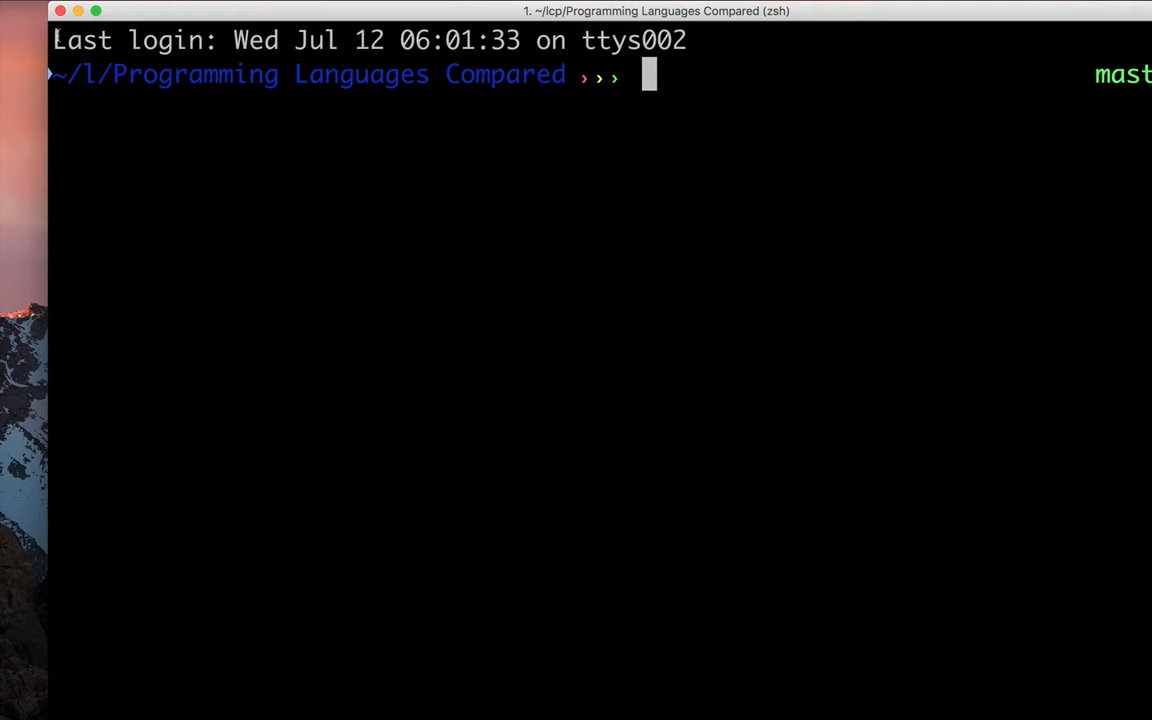 1. ~/lcp/Programming Languages Compared (zsh)
Last login: Wed Jul 12 06:01:33 on ttys002
~/l/Programming Languages Compared ››› mast